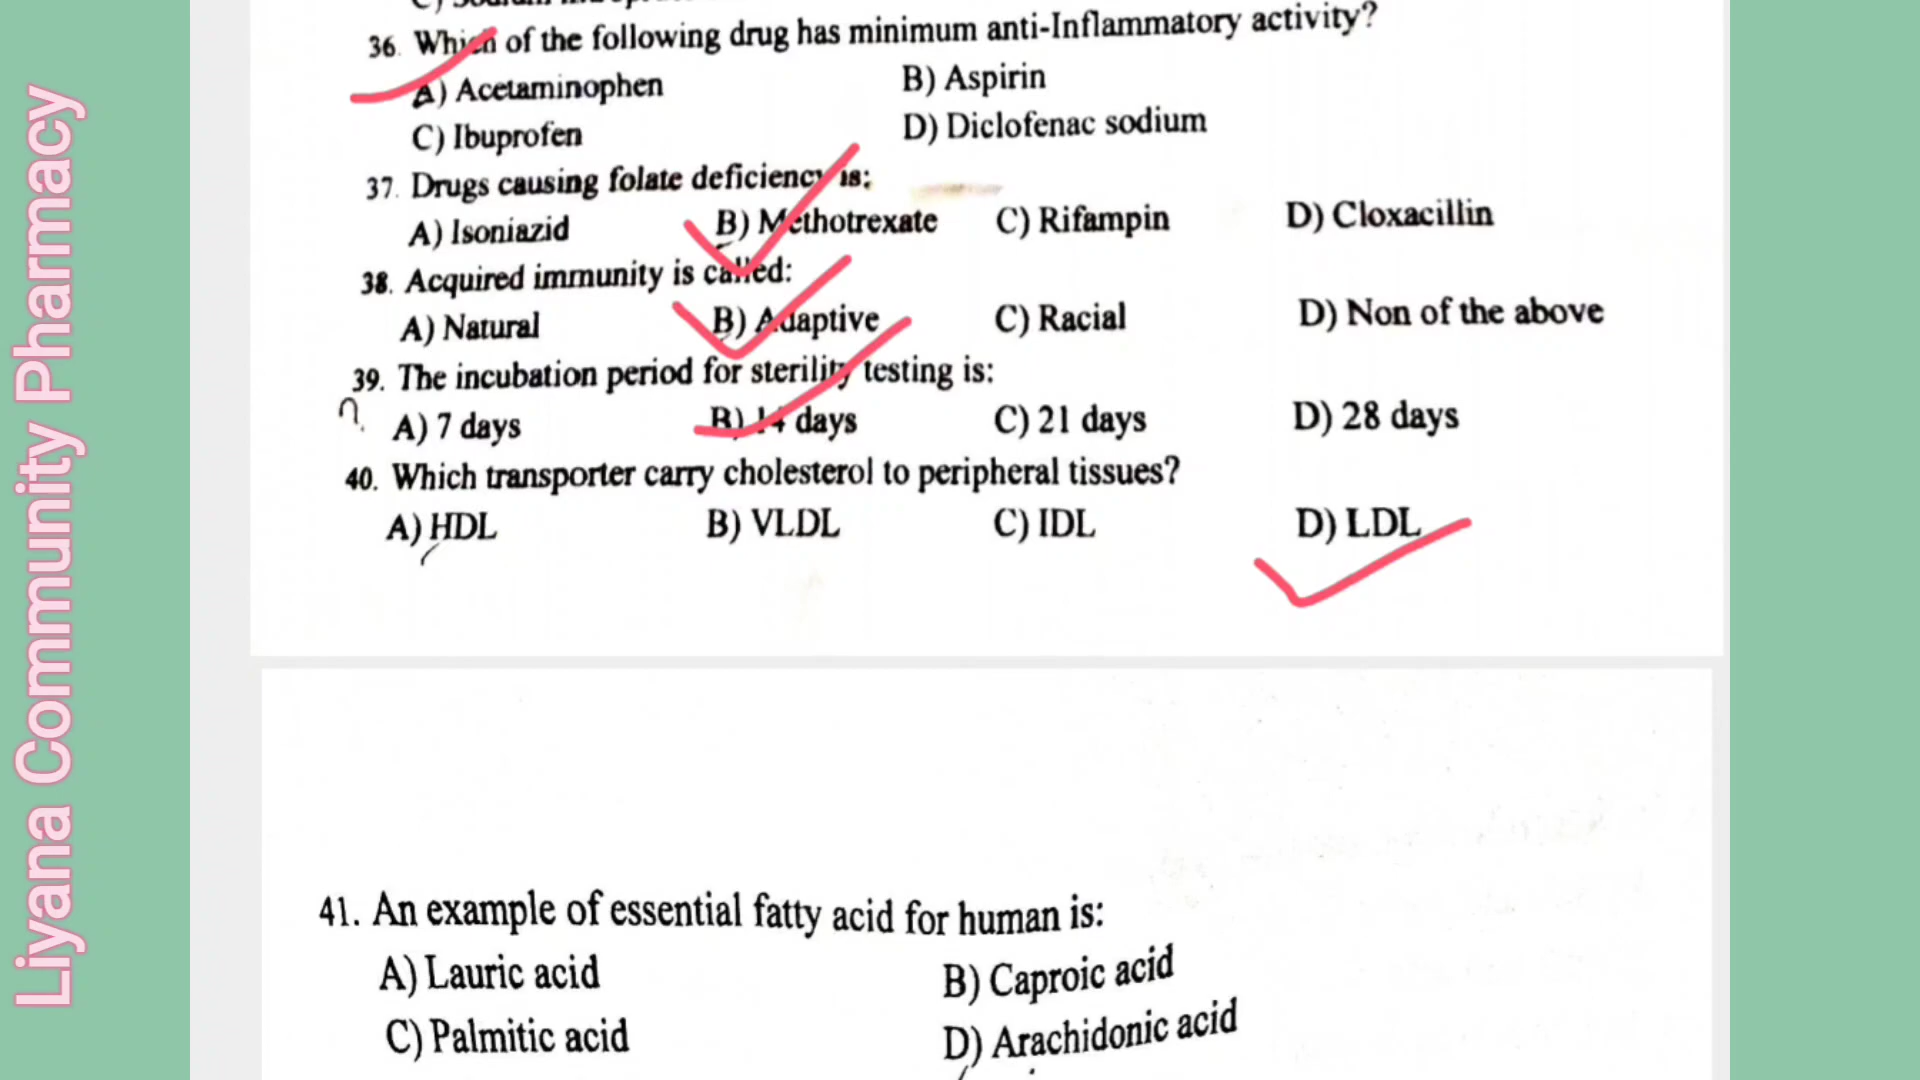 Liyana Community Pharmacy
36. Which of the following drug has minimum anti-Inflammatory activity?
A) Acetaminophen B) Aspirin
C) Ibuprofen D) Diclofenac sodium
37. Drugs causing folate deficiency is:
A) Isoniazid B) Methotrexate C) Rifampin D) Cloxacillin
38. Acquired immunity is called:
A) Natural B) Adaptive C) Racial D) Non of the above
39. The incubation period for sterility testing is:
A) 7 days B) 14 days C) 21 days D) 28 days
40. Which transporter carry cholesterol to peripheral tissues?
A) HDL B) VLDL C) IDL D) LDL
41. An example of essential fatty acid for human is:
A) Lauric acid B) Caproic acid
C) Palmitic acid D) Arachidonic acid